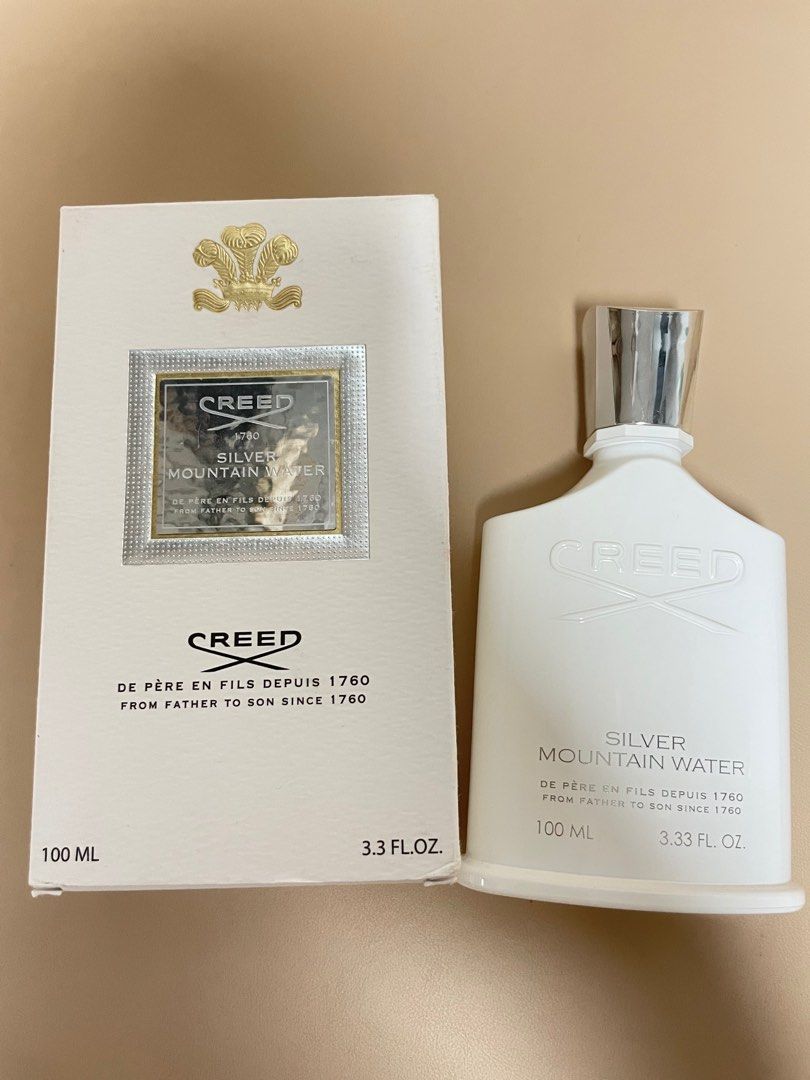 CREED
1760
SILVER
MOUNTAIN WATER
DE PÈRE EN FILS DEPUIS 1760
FROM FATHER TO SON SINCE 1760
CREED
DE PÈRE EN FILS DEPUIS 1760
FROM FATHER TO SON SINCE 1760
100 ML
3.3 FL.OZ.
CREED
SILVER
MOUNTAIN WATER
DE PÈRE EN FILS DEPUIS 1760
FROM FATHER TO SON SINCE 1760
100 ML
3.33 FL. OZ.